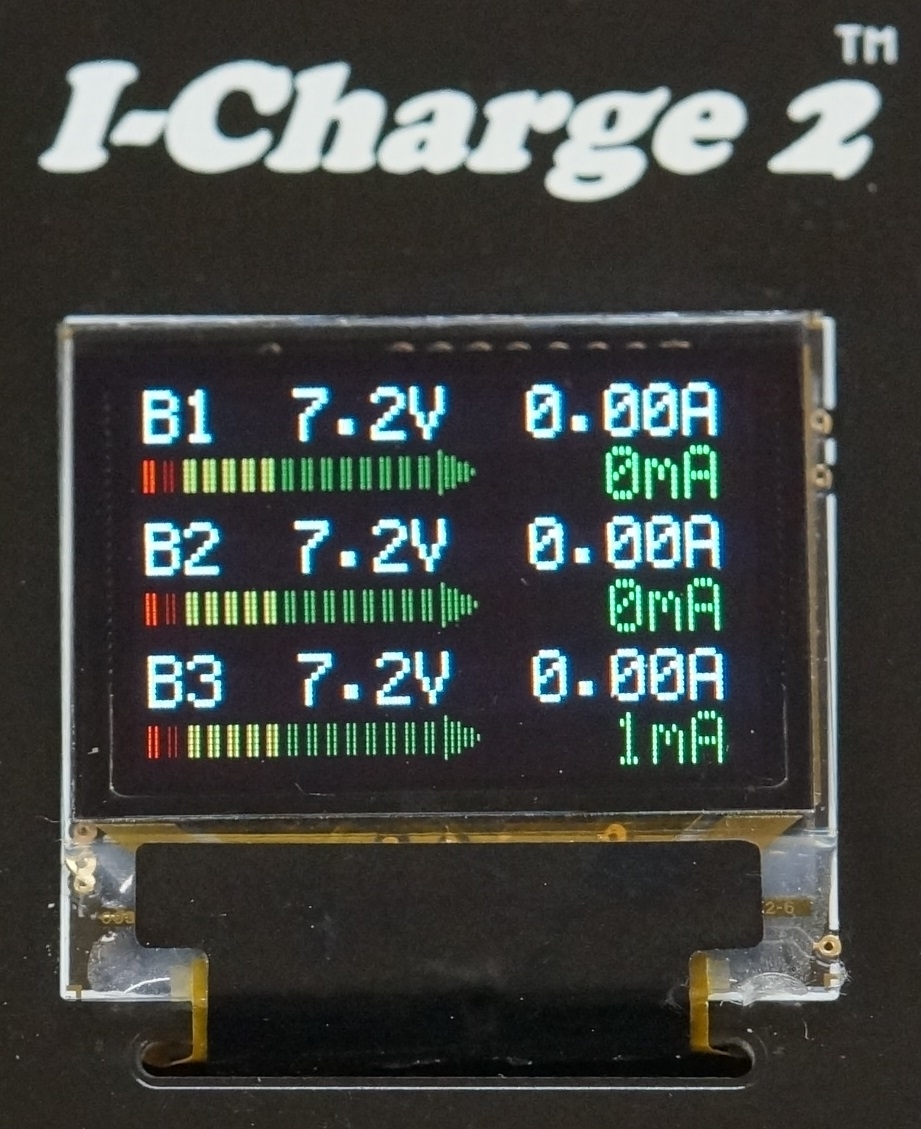 I-Charge 2™
B1 7.2V 0.00A
0mA
B2 7.2V 0.00A
0mA
B3 7.2V 0.00A
1mA